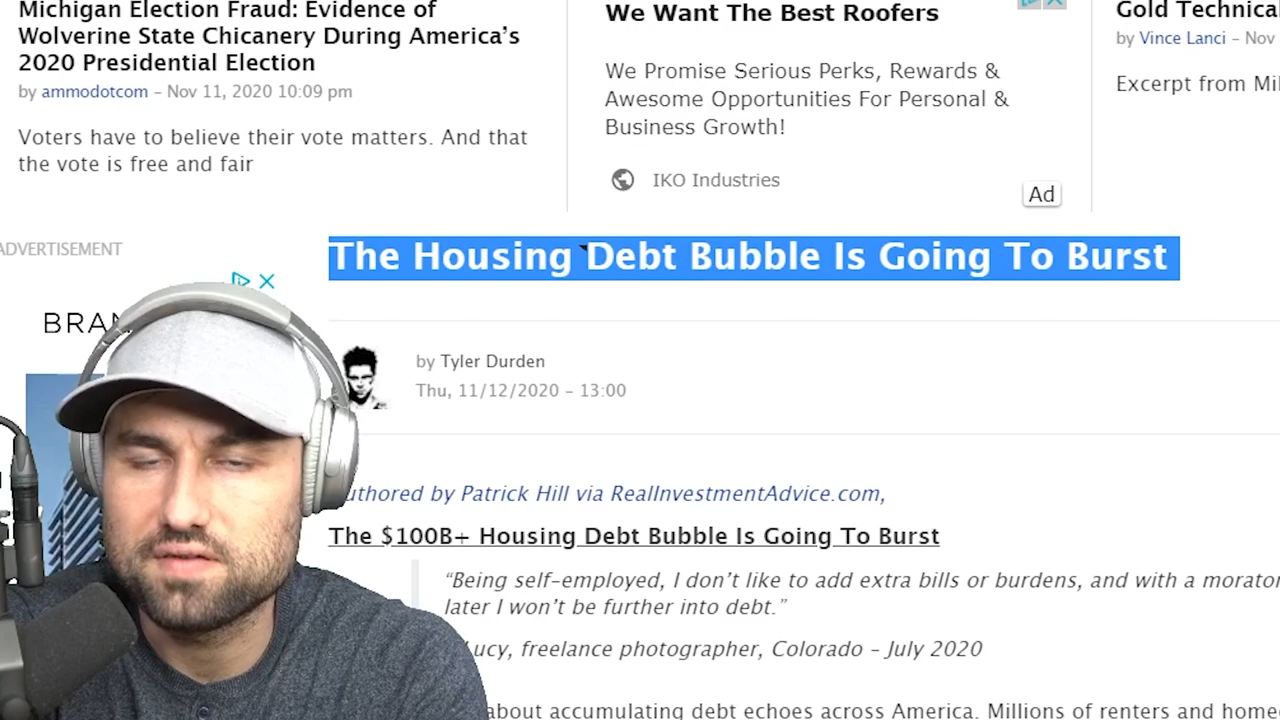 Michigan Election Fraud: Evidence of
Wolverine State Chicanery During America's
2020 Presidential Election
by ammodotcom – Nov 11, 2020 10:09 pm
Voters have to believe their vote matters. And that
the vote is free and fair
We Want The Best Roofers
We Promise Serious Perks, Rewards &
Awesome Opportunities For Personal &
Business Growth!
IKO Industries
Ad
Gold Technica
by Vince Lanci – Nov
Excerpt from Mi
ADVERTISEMENT
BRAN
The Housing Debt Bubble Is Going To Burst
by Tyler Durden
Thu, 11/12/2020 – 13:00
uthored by Patrick Hill via RealInvestmentAdvice.com,
The $100B+ Housing Debt Bubble Is Going To Burst
“Being self-employed, I don’t like to add extra bills or burdens, and with a morator
later I won’t be further into debt.”
Lucy, freelance photographer, Colorado – July 2020
about accumulating debt echoes across America. Millions of renters and home